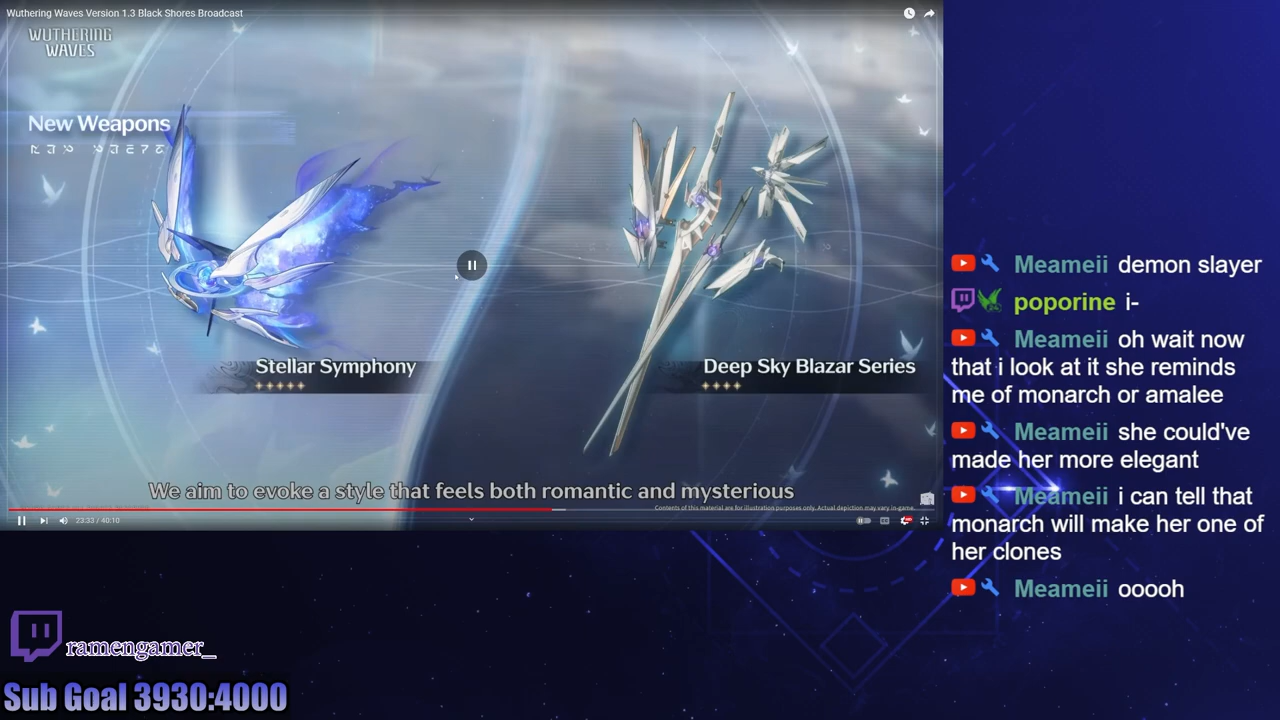 Wuthering Waves Version 1.3 Black Shores Broadcast
WUTHERING
WAVES
New Weapons
Stellar Symphony
Deep Sky Blazar Series
We aim to evoke a style that feels both romantic and mysterious
Contents of this material are for illustration purposes only. Actual depiction may vary in-game.
23:33 / 40:10
Meameii demon slayer
poporine i-
Meameii oh wait now
that i look at it she reminds
me of monarch or amalee
Meameii she could've
made her more elegant
Meameii i can tell that
monarch will make her one of
her clones
Meameii ooooh
ramengamer_
Sub Goal 3930:4000